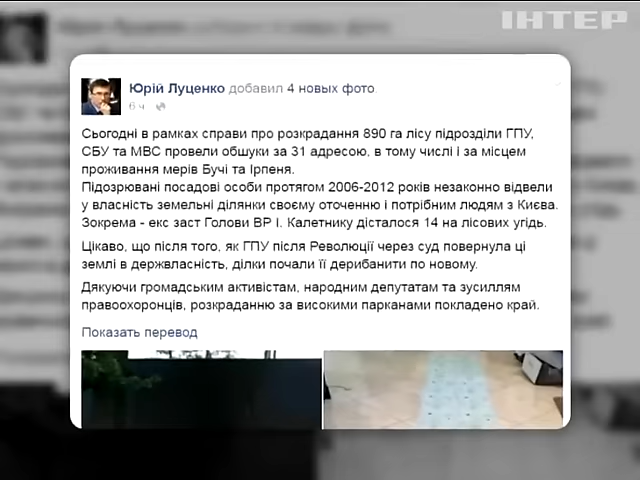 ІНТЕР
Юрій Луценко добавил 4 новых фото.
6 ч
Сьогодні в рамках справи про розкрадання 890 га лісу підрозділи ГПУ,
СБУ та МВС провели обшуки за 31 адресою, в тому числі і за місцем
проживання мерів Бучі та Ірпеня.
Підозрювані посадові особи протягом 2006-2012 років незаконно відвели
у власність земельні ділянки своєму оточенню і потрібним людям з Києва.
Зокрема - екс заст Голови ВР І. Калетнику дісталося 14 на лісових угідь.
Цікаво, що після того, як ГПУ після Революції через суд повернула ці
землі в держвласність, ділки почали її дерибанити по новому.
Дякуючи громадським активістам, народним депутатам та зусиллям
правоохоронців, розкраданню за високими парканами покладено край.
Показать перевод